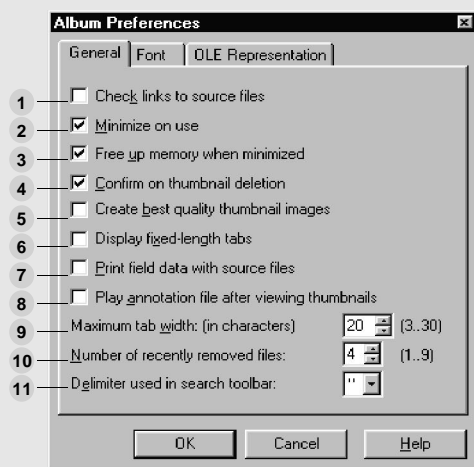 Album Preferences
General Font OLE Representation
1 Check links to source files
2 Minimize on use
3 Free up memory when minimized
4 Confirm on thumbnail deletion
5 Create best quality thumbnail images
6 Display fixed-length tabs
7 Print field data with source files
8 Play annotation file after viewing thumbnails
9 Maximum tab width: (in characters) 20 (3..30)
10 Number of recently removed files: 4 (1..9)
11 Delimiter used in search toolbar: "
OK Cancel Help